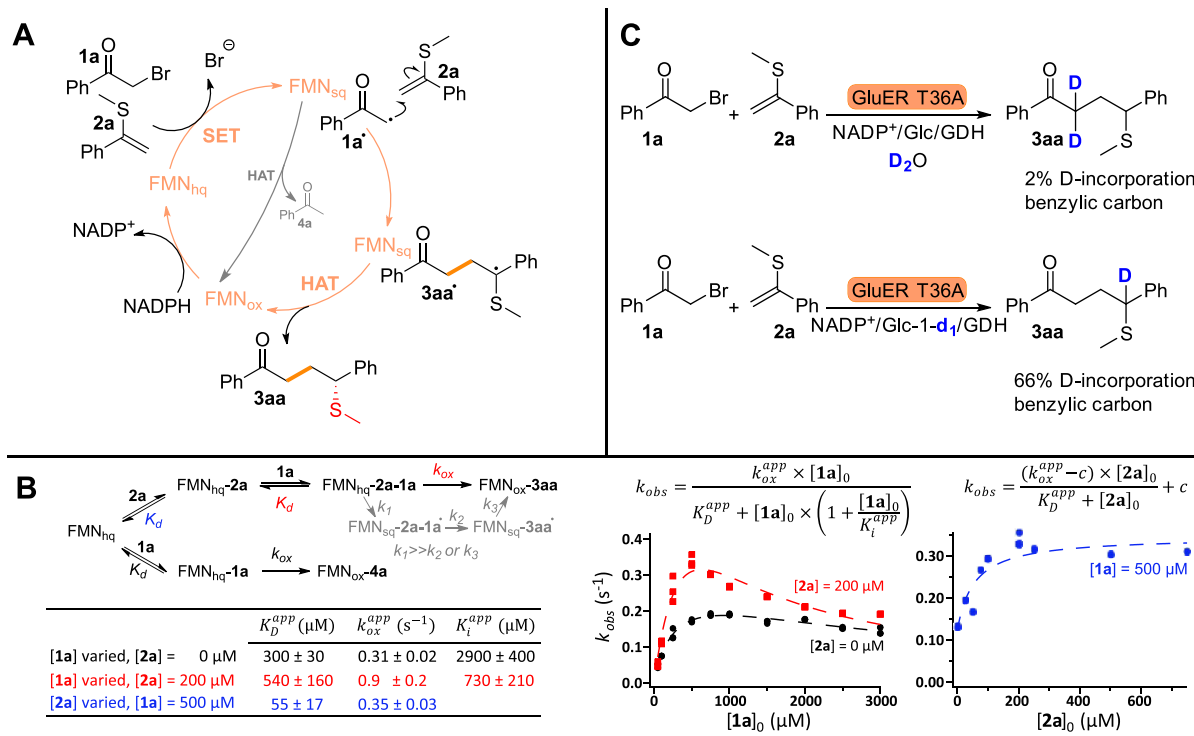 A
1a
O
Ph
Br
Br⊖
S
2a
Ph
SET
FMNsq
O
Ph
1a•
S
2a
Ph
FMNhq
HAT
O
Ph
4a
NADP+
NADPH
FMNox
HAT
FMNsq
O
Ph
Ph
3aa•
S
O
Ph
Ph
3aa
S
C
O
Ph
Br
1a
+
S
Ph
2a
GluER T36A
NADP+/Glc/GDH
D2O
O
D
Ph
Ph
3aa
S
D
2% D-incorporation
benzylic carbon
O
Ph
Br
1a
+
S
Ph
2a
GluER T36A
NADP+/Glc-1-d1/GDH
O
D
Ph
Ph
3aa
S
66% D-incorporation
benzylic carbon
B
FMNhq
2a
Kd
FMNhq-2a
1a
Kd
FMNhq-2a-1a
kox
FMNox-3aa
k1
FMNsq-2a-1a•
k2
FMNsq-3aa•
k3
k1>>k2 or k3
1a
Kd
FMNhq-1a
kox
FMNox-4a
KDapp (µM) koxapp (s−1) Kiapp (µM)
[1a] varied, [2a] = 0 µM 300 ± 30 0.31 ± 0.02 2900 ± 400
[1a] varied, [2a] = 200 µM 540 ± 160 0.9 ± 0.2 730 ± 210
[2a] varied, [1a] = 500 µM 55 ± 17 0.35 ± 0.03
kobs = koxapp × [1a]0 / KDapp + [1a]0 × (1 + [1a]0 / Kiapp)
kobs (s-1)
0.4
0.3
0.2
0.1
0.0
[2a] = 200 µM
[2a] = 0 µM
0 1000 2000 3000
[1a]0 (µM)
kobs = (koxapp−c) × [2a]0 / KDapp + [2a]0 + c
0.30
0.20
0.10
0.00
[1a] = 500 µM
0 200 400 600
[2a]0 (µM)